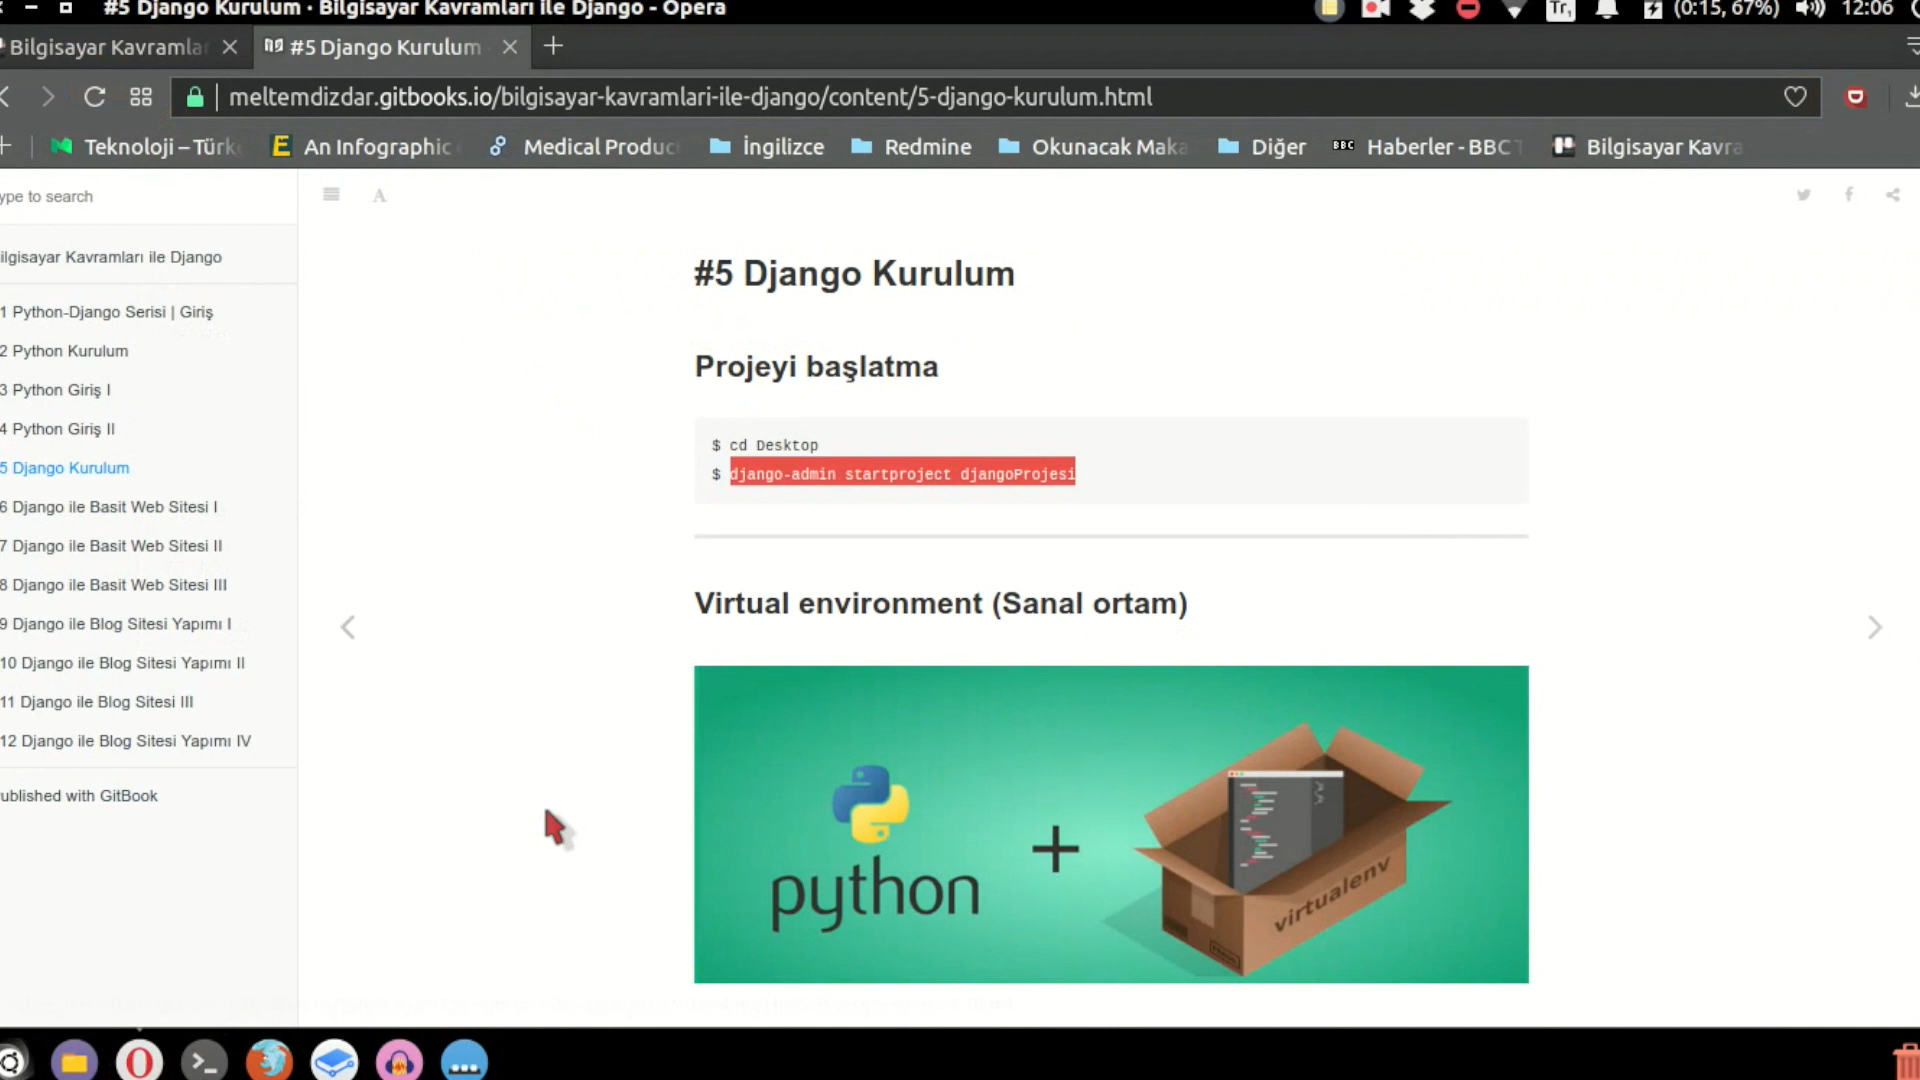 #5 Django Kurulum · Bilgisayar Kavramları ile Django - Opera
Tr1
(0:15, 67%)
12:06
Bilgisayar Kavramla
#5 Django Kurulum
meltemdizdar.gitbooks.io/bilgisayar-kavramlari-ile-django/content/5-django-kurulum.html
Teknoloji – Türk
An Infographic
Medical Produc
İngilizce
Redmine
Okunacak Maka
Diğer
BBC Haberler - BBC T
Bilgisayar Kavra
ype to search
A
ilgisayar Kavramları ile Django
1 Python-Django Serisi | Giriş
2 Python Kurulum
3 Python Giriş I
4 Python Giriş II
5 Django Kurulum
6 Django ile Basit Web Sitesi I
7 Django ile Basit Web Sitesi II
8 Django ile Basit Web Sitesi III
9 Django ile Blog Sitesi Yapımı I
10 Django ile Blog Sitesi Yapımı II
11 Django ile Blog Sitesi III
12 Django ile Blog Sitesi Yapımı IV
ublished with GitBook
#5 Django Kurulum
Projeyi başlatma
$ cd Desktop
$ django-admin startproject djangoProjesi
Virtual environment (Sanal ortam)
python
+
virtualenv